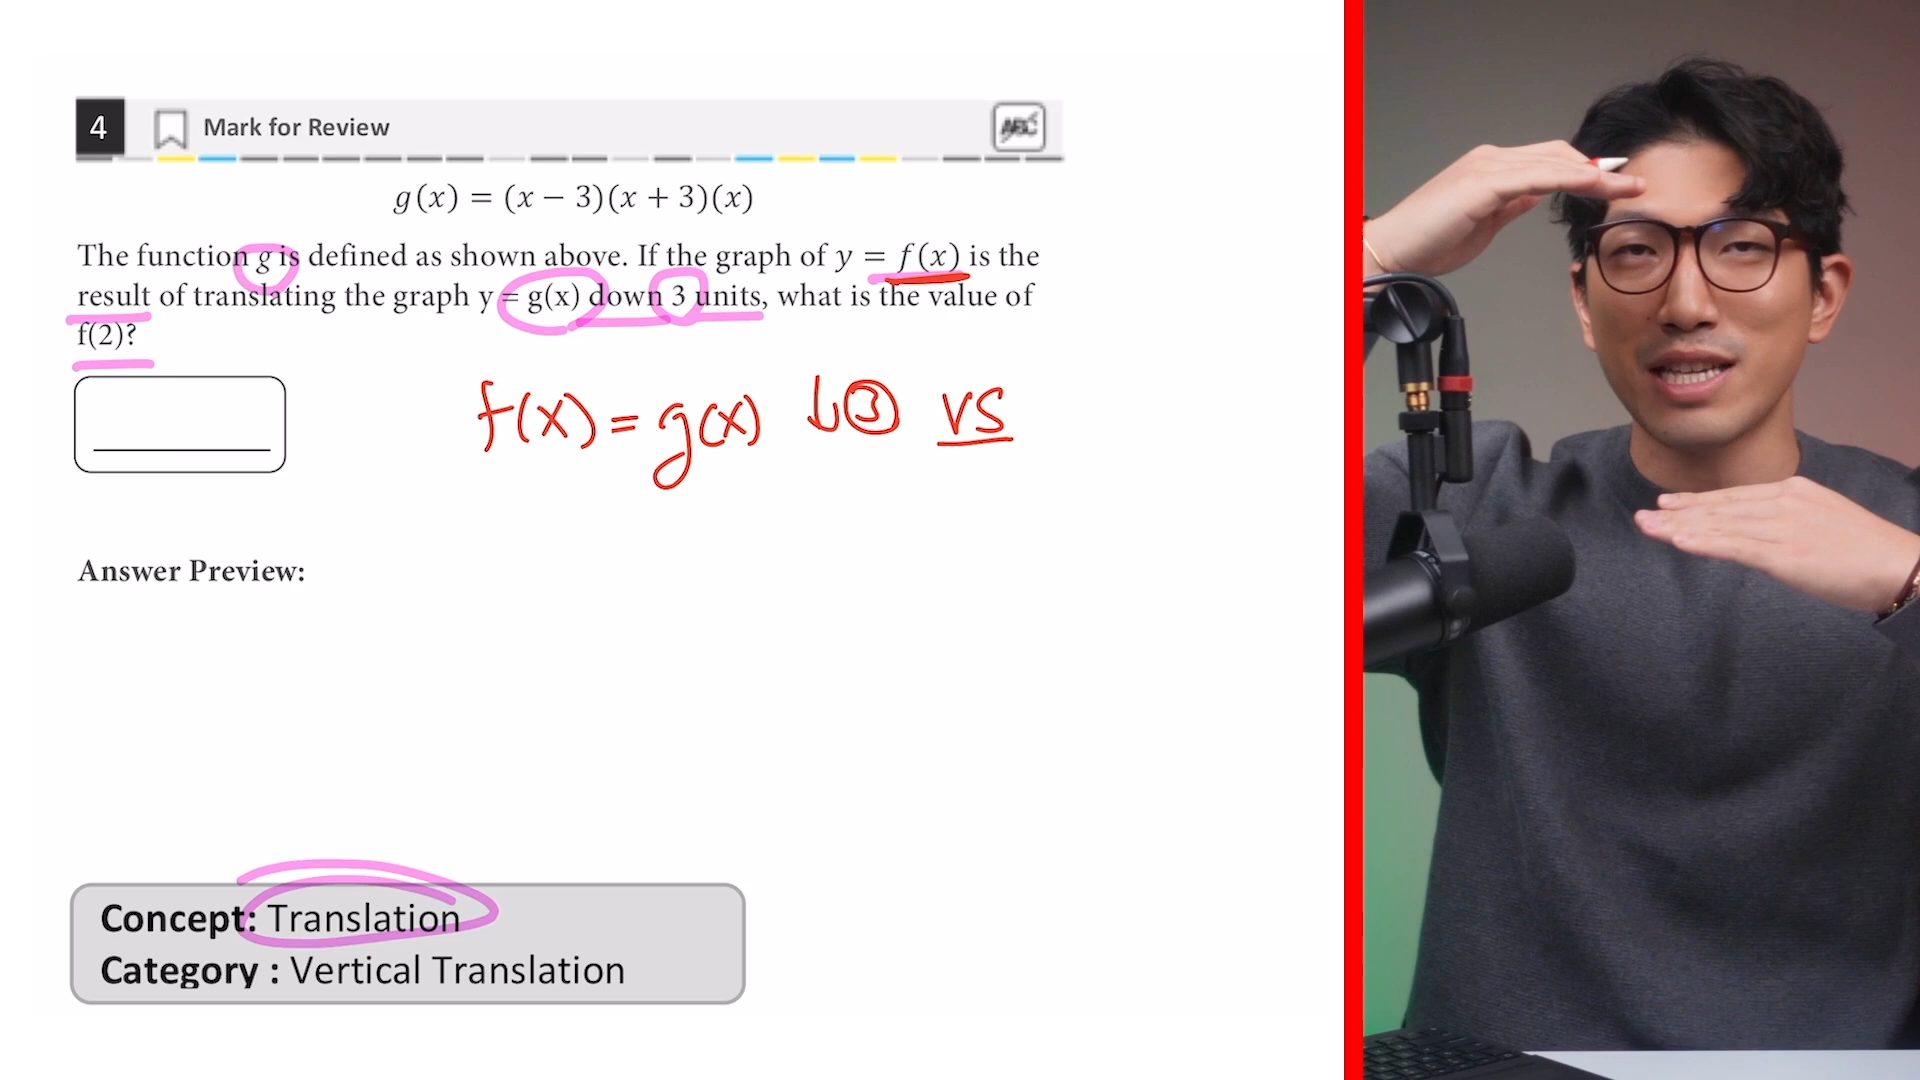 4 Mark for Review ABC
g(x) = (x − 3)(x + 3)(x)
The function g is defined as shown above. If the graph of y = f(x) is the
result of translating the graph y = g(x) down 3 units, what is the value of
f(2)?
f(x) = g(x) ↓③ VS
Answer Preview:
Concept: Translation
Category : Vertical Translation